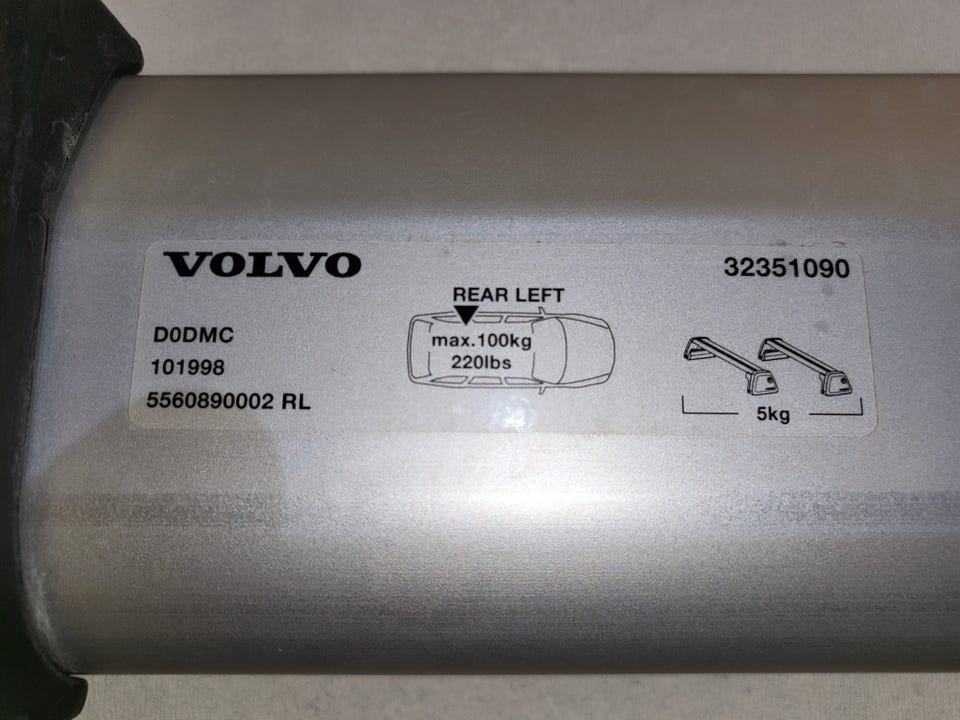 VOLVO
32351090
REAR LEFT
D0DMC
max.100kg
101998
220lbs
5560890002 RL
5kg